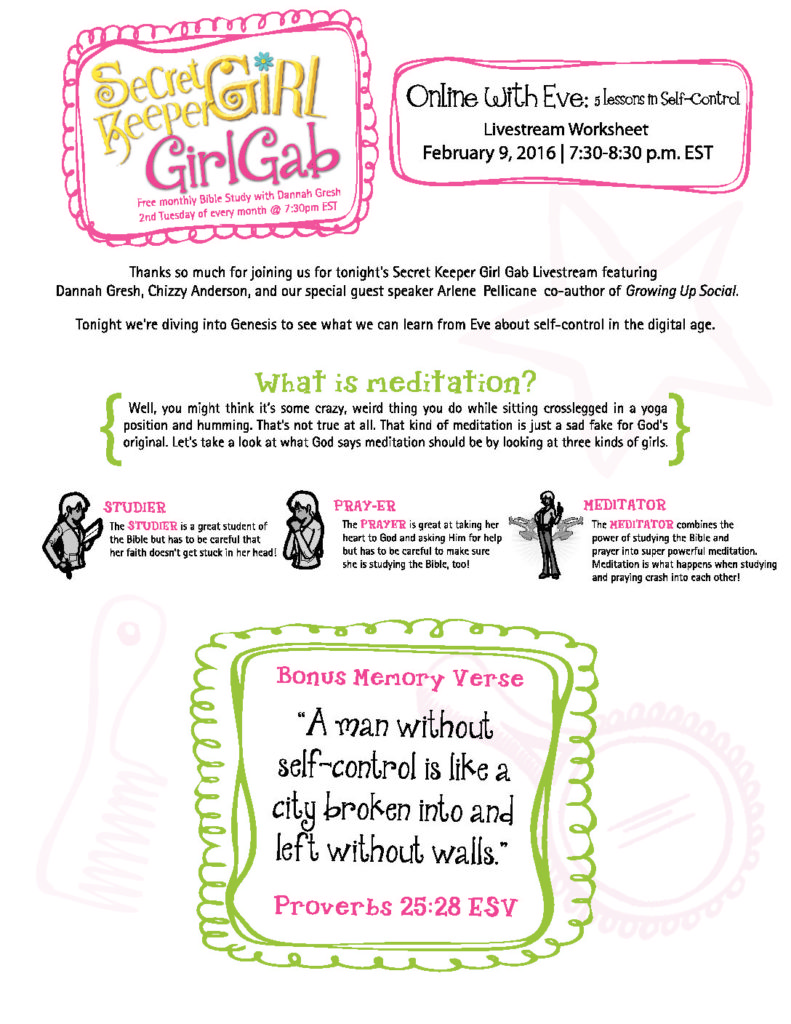 Secret
Keeper GiRL
GirlGab
Free monthly Bible Study with Dannah Gresh
2nd Tuesday of every month @ 7:30pm EST
Online With Eve: 5 lessons in Self-Control
Livestream Worksheet
February 9, 2016 | 7:30-8:30 p.m. EST
Thanks so much for joining us for tonight's Secret Keeper Girl Gab Livestream featuring
Dannah Gresh, Chizzy Anderson, and our special guest speaker Arlene Pellicane co-author of Growing Up Social.
Tonight we're diving into Genesis to see what we can learn from Eve about self-control in the digital age.
What is meditation?
Well, you might think it's some crazy, weird thing you do while sitting crosslegged in a yoga
position and humming. That's not true at all. That kind of meditation is just a sad fake for God's
original. Let's take a look at what God says meditation should be by looking at three kinds of girls.
STUDIER
The STUDIER is a great student of
the Bible but has to be careful that
her faith doesn't get stuck in her head!
PRAY-ER
The PRAYER is great at taking her
heart to God and asking Him for help
but has to be careful to make sure
she is studying the Bible, too!
MEDITATOR
The MEDITATOR combines the
power of studying the Bible and
prayer into super powerful meditation.
Meditation is what happens when studying
and praying crash into each other!
Bonus Memory Verse
"A man without
self-control is like a
city broken into and
left without walls."
Proverbs 25:28 ESV